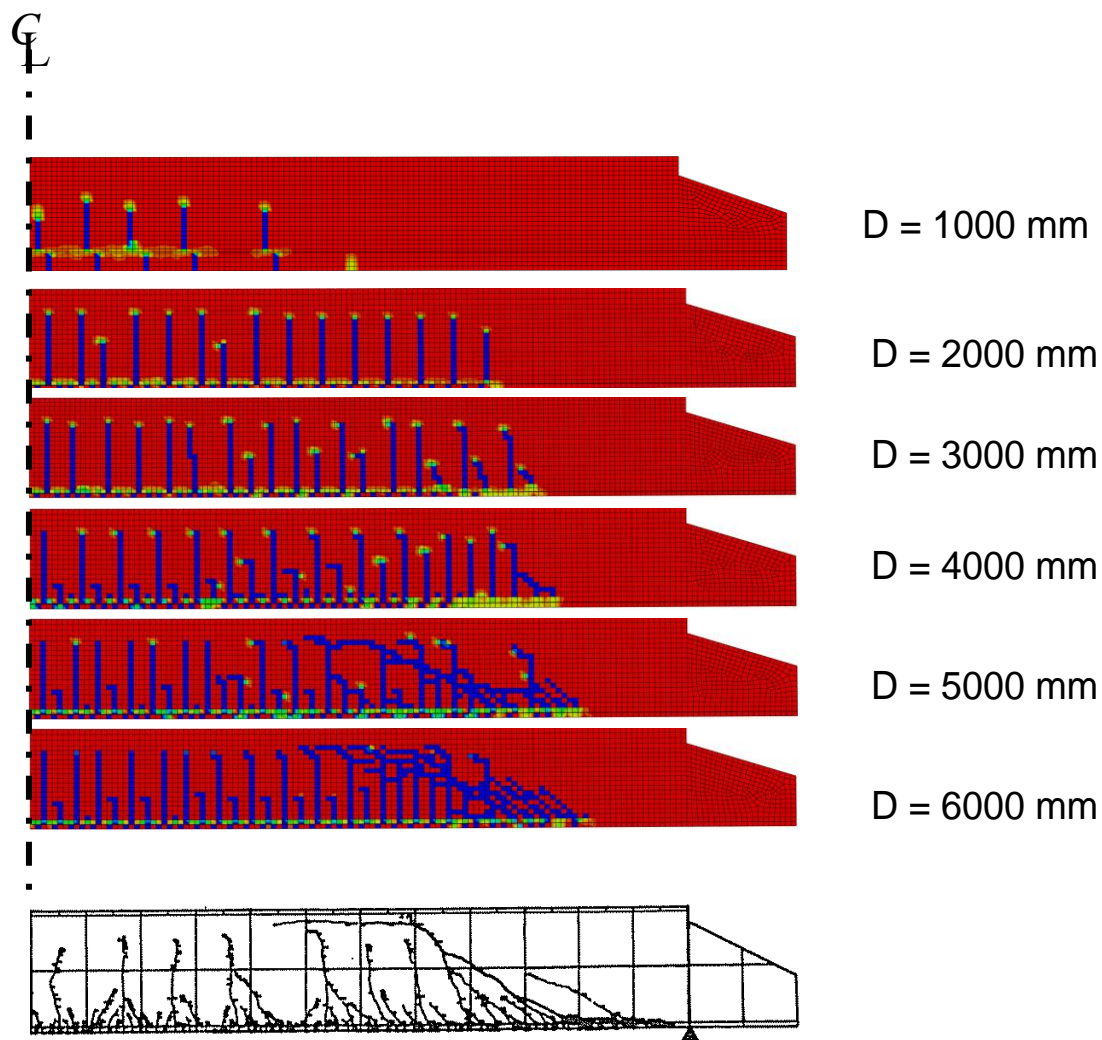 CL
D = 1000 mm
D = 2000 mm
D = 3000 mm
D = 4000 mm
D = 5000 mm
D = 6000 mm